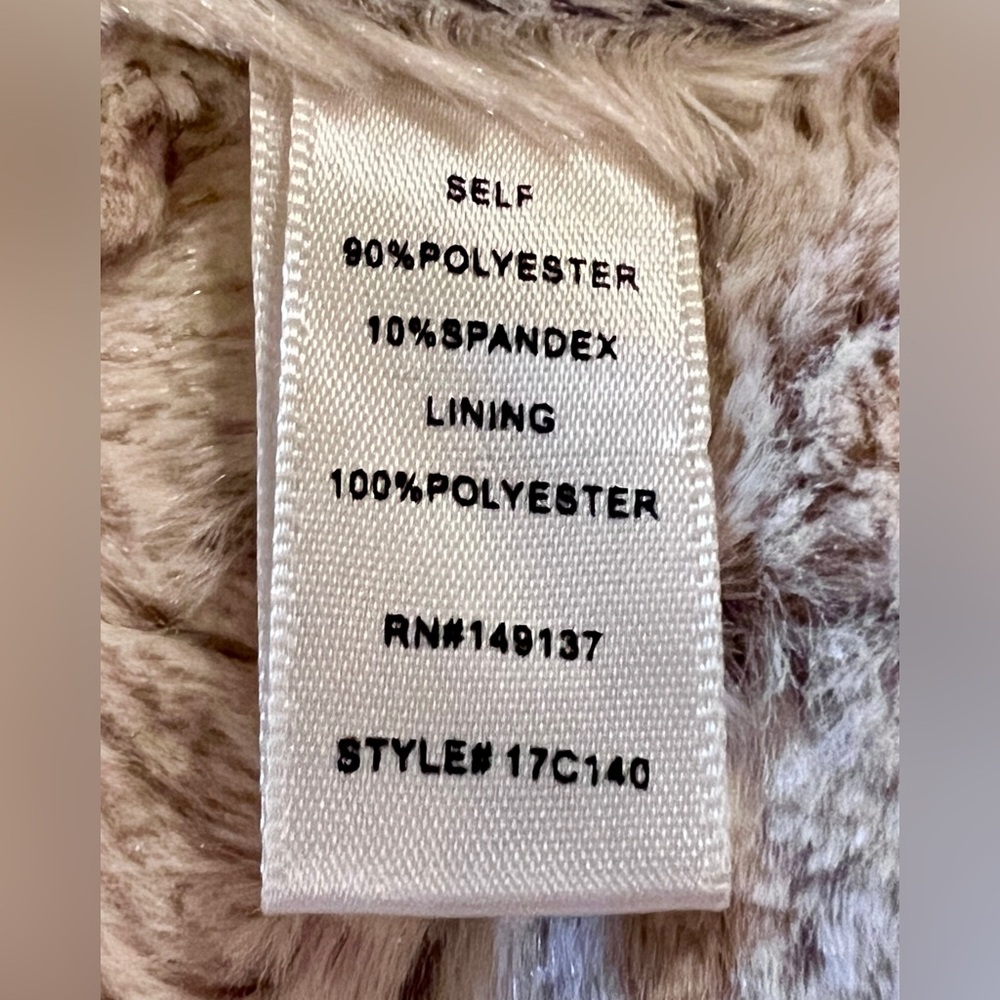 SELF
90%POLYESTER
10%SPANDEX
LINING
100%POLYESTER
RN#149137
STYLE# 17C140